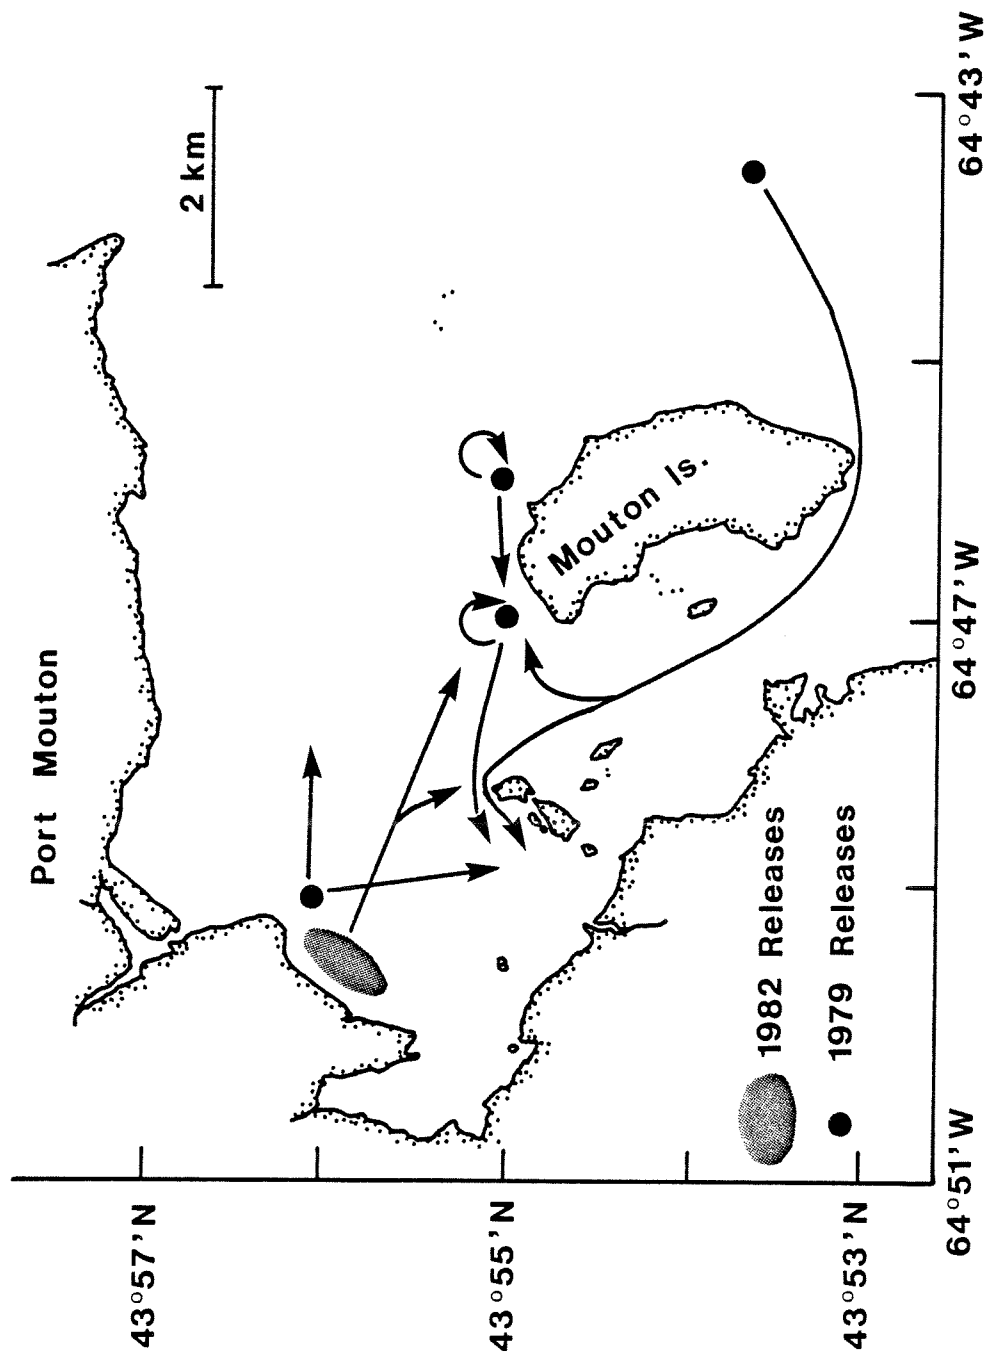 Port Mouton
2 km
Mouton Is.
1982 Releases
1979 Releases
43°57'N
43°55'N
43°53'N
64°51'W
64°47'W
64°43'W